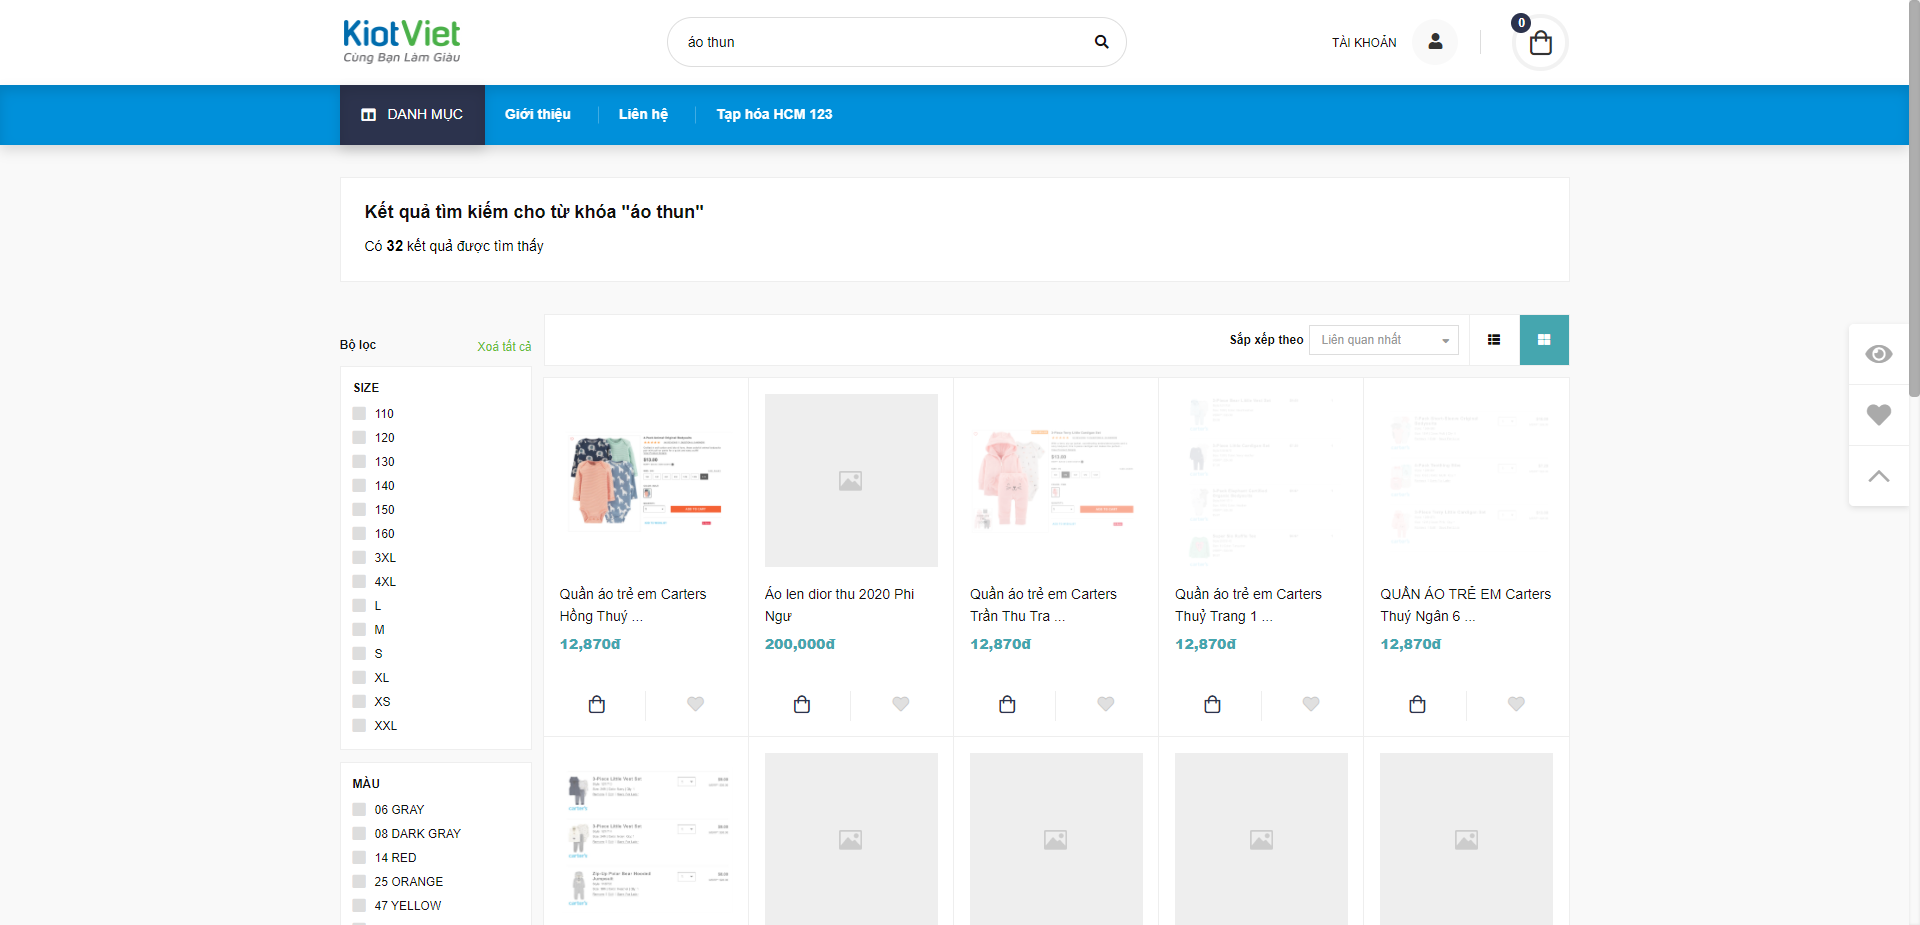 KiotViet
Cùng Bạn Làm Giàu
áo thun
TÀI KHOẢN
0
DANH MỤC
Giới thiệu
Liên hệ
Tạp hóa HCM 123
Kết quả tìm kiếm cho từ khóa "áo thun"
Có 32 kết quả được tìm thấy
Bộ lọc
Xoá tất cả
Sắp xếp theo
Liên quan nhất
SIZE
110
120
130
140
150
160
3XL
4XL
L
M
S
XL
XS
XXL
MÀU
06 GRAY
08 DARK GRAY
14 RED
25 ORANGE
47 YELLOW
Quần áo trẻ em Carters
Hồng Thuý ...
12,870đ
Áo len dior thu 2020 Phi
Ngư
200,000đ
Quần áo trẻ em Carters
Trần Thu Tra ...
12,870đ
Quần áo trẻ em Carters
Thuỷ Trang 1 ...
12,870đ
QUẦN ÁO TRẺ EM Carters
Thuý Ngân 6 ...
12,870đ